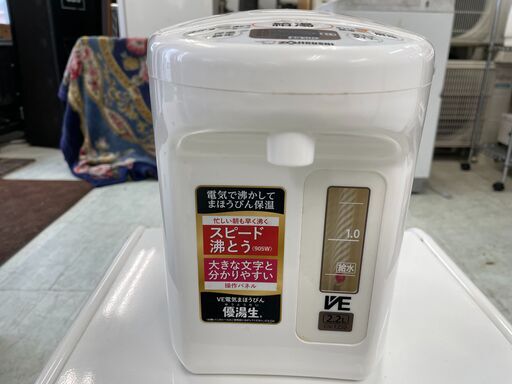 給湯
ZOJIRUSHI
電気で沸かして
まほうびん保温
忙しい朝も早く沸く
スピード
沸とう(905W)
大きな文字と
分かりやすい
操作パネル
VE電気まほうびん
優湯生
1.0
給水
VE
2.2L